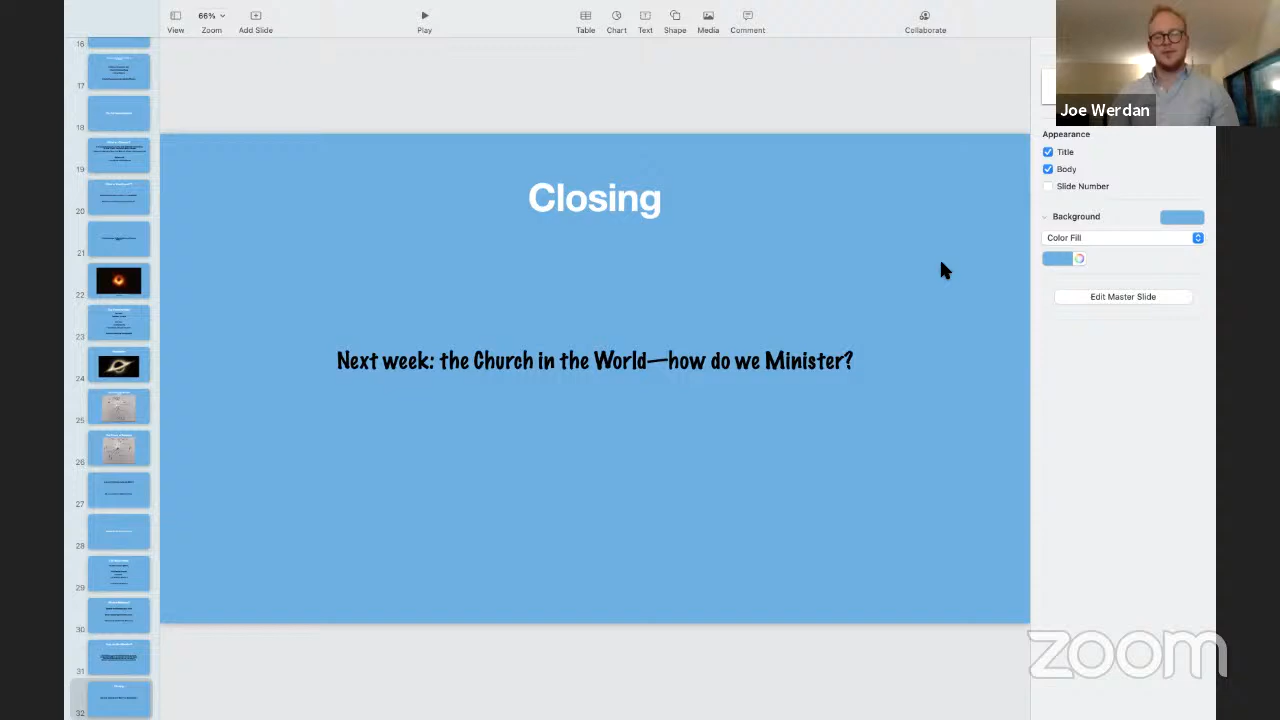 66%
View
Zoom
Add Slide
Play
Table
Chart
Text
Shape
Media
Comment
Collaborate
Joe Werdan
16
17
18
19
20
21
22
23
24
25
26
27
28
29
30
31
32
Closing
Next week: the Church in the World—how do we Minister?
Appearance
Title
Body
Slide Number
Background
Color Fill
Edit Master Slide
zoom